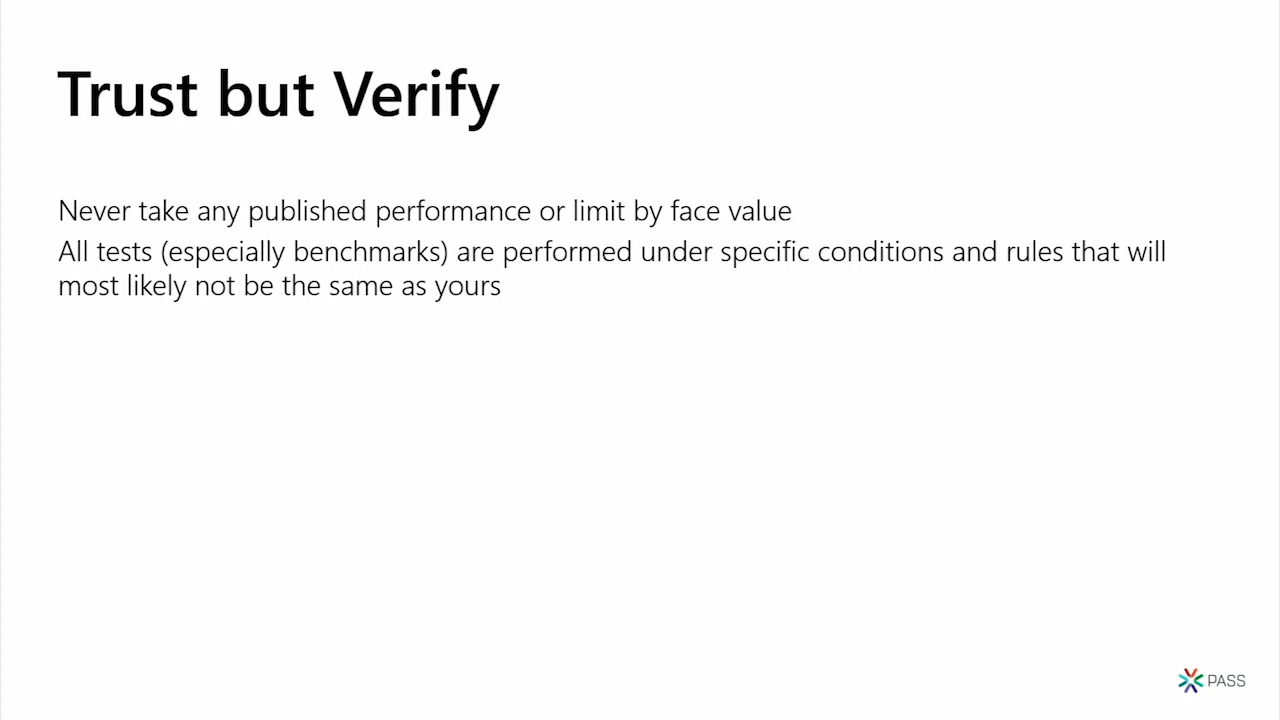 Trust but Verify
Never take any published performance or limit by face value
All tests (especially benchmarks) are performed under specific conditions and rules that will
most likely not be the same as yours
PASS